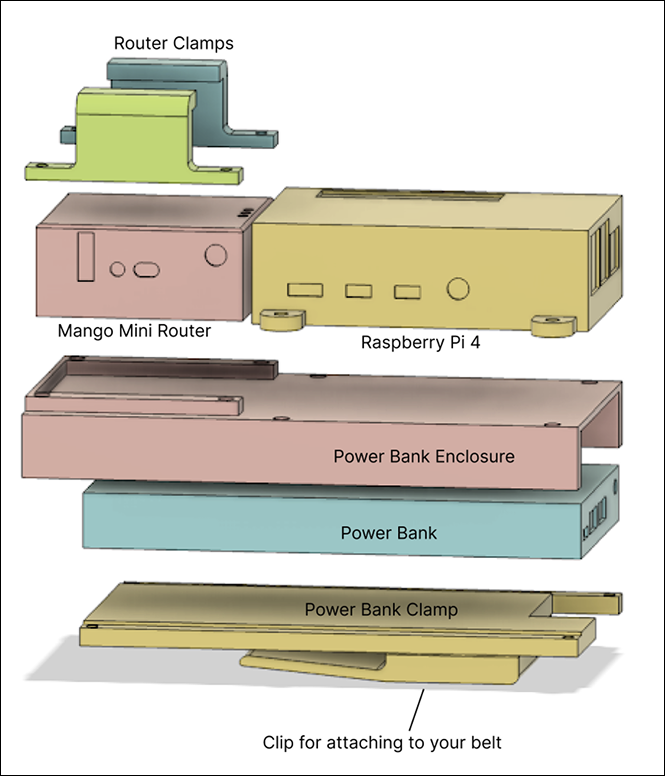 Router Clamps
Mango Mini Router
Raspberry Pi 4
Power Bank Enclosure
Power Bank
Power Bank Clamp
Clip for attaching to your belt